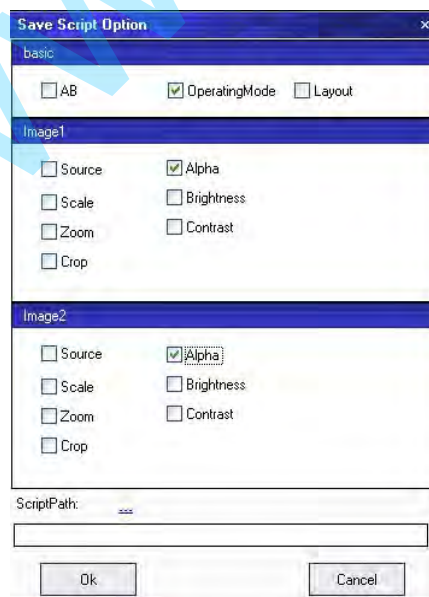 Save Script Option
basic
AB OperatingMode Layout
Image1
Source Alpha
Scale Brightness
Zoom Contrast
Crop
Image2
Source Alpha
Scale Brightness
Zoom Contrast
Crop
ScriptPath: ...
Ok Cancel